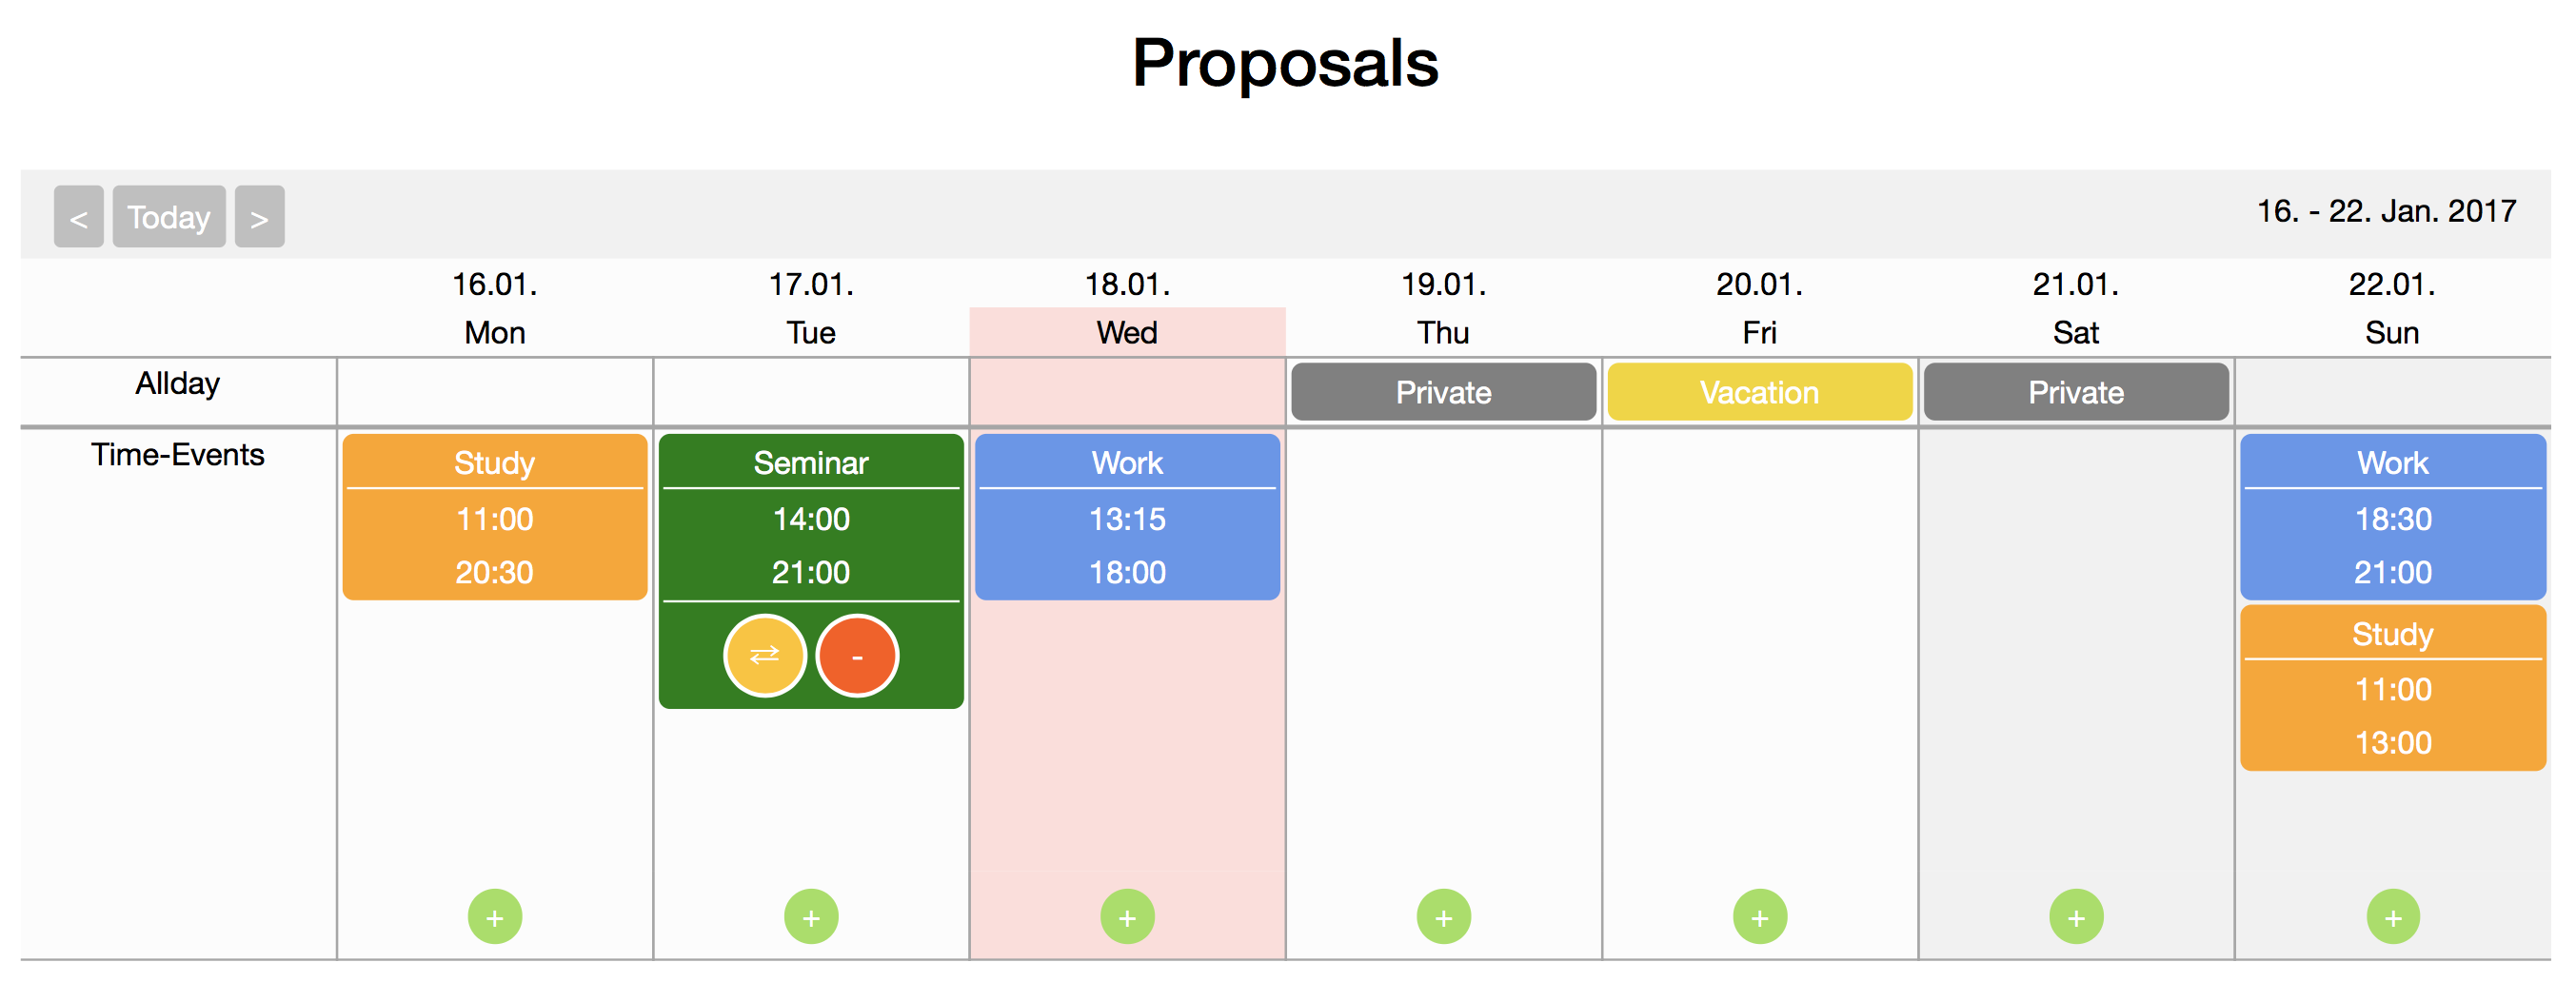 Proposals
< Today > 16. - 22. Jan. 2017
16.01. 17.01. 18.01. 19.01. 20.01. 21.01. 22.01.
Mon Tue Wed Thu Fri Sat Sun
Allday Private Vacation Private
Time-Events Study Seminar Work Work
11:00 14:00 13:15 18:30
20:30 21:00 18:00 21:00
⇄ - Study
11:00
13:00
+ + + + + + +